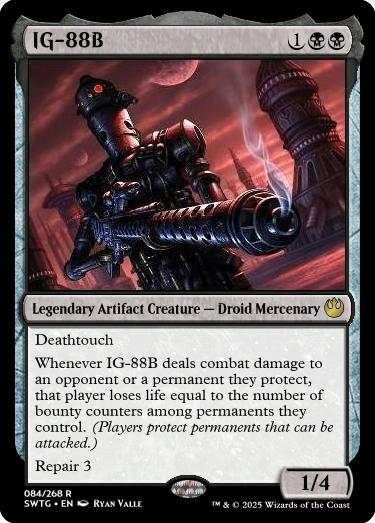 IG-88B 1
Legendary Artifact Creature — Droid Mercenary
Deathtouch
Whenever IG-88B deals combat damage to
an opponent or a permanent they protect,
that player loses life equal to the number of
bounty counters among permanents they
control. (Players protect permanents that can be
attacked.)
Repair 3
1/4
084/268 R
SWTG • EN Ryan Valle
™ & © 2025 Wizards of the Coast